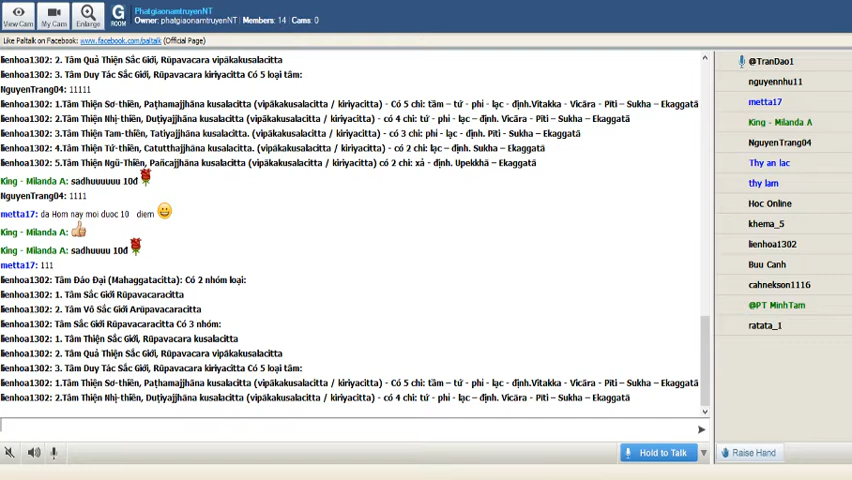 PhatgiaonamtruyenNT
Owner: phatgiaonamtruyenNT | Members: 14 | Cams: 0
View Cam
My Cam
Enlarge
G
ROOM
Like Paltalk on Facebook: www.facebook.com/paltalk (Official Page)
lienhoa1302: 2. Tâm Quả Thiện Sắc Giới, Rūpavacara vipākakusalacitta
lienhoa1302: 3. Tâm Duy Tác Sắc Giới, Rūpavacara kiriyacitta Có 5 loại tâm:
NguyenTrang04: 11111
lienhoa1302: 1.Tâm Thiện Sơ-thiền, Paṭhamajjhāna kusalacitta (vipākakusalacitta / kiriyacitta) - Có 5 chi: tầm – tứ - phi - lạc – định.Vitakka - Vicāra - Pīti – Sukha – Ekaggatā
lienhoa1302: 2.Tâm Thiện Nhị-thiền, Dutiyajjhāna kusalacitta (vipākakusalacitta / kiriyacitta) - có 4 chi: tứ - phi - lạc – định. Vicāra - Pīti – Sukha – Ekaggatā
lienhoa1302: 3.Tâm Thiện Tam-thiền, Tatiyajjhāna kusalacitta. (vipākakusalacitta / kiriyacitta) - có 3 chi: phi - lạc – định. Pīti – Sukha – Ekaggatā
lienhoa1302: 4.Tâm Thiện Tứ-thiền, Catutthajjhāna kusalacitta. (vipākakusalacitta / kiriyacitta) - có 2 chi: lạc – định. Sukha - Ekaggatā
lienhoa1302: 5.Tâm Thiện Ngũ-Thiền, Pañcajjhāna kusalacitta (vipākakusalacitta / kiriyacitta) có 2 chi: xả - định. Upekkhā – Ekaggatā
King - Milanda A: sadhuuuuuu 10đ
NguyenTrang04: 1111
metta17: da Hom nay moi duoc 10 diem
King - Milanda A:
King - Milanda A: sadhuuuu 10đ
metta17: 111
lienhoa1302: Tâm Đáo Đại (Mahaggatacitta): Có 2 nhóm loại:
lienhoa1302: 1. Tâm Sắc Giới Rūpavacaracitta
lienhoa1302: 2. Tâm Vô Sắc Giới Arūpavacaracitta
lienhoa1302: Tâm Sắc Giới Rūpavacaracitta Có 3 nhóm:
lienhoa1302: 1. Tâm Thiện Sắc Giới, Rūpavacara kusalacitta
lienhoa1302: 2. Tâm Quả Thiện Sắc Giới, Rūpavacara vipākakusalacitta
lienhoa1302: 3. Tâm Duy Tác Sắc Giới, Rūpavacara kiriyacitta Có 5 loại tâm:
lienhoa1302: 1.Tâm Thiện Sơ-thiền, Paṭhamajjhāna kusalacitta (vipākakusalacitta / kiriyacitta) - Có 5 chi: tầm – tứ - phi - lạc – định.Vitakka - Vicāra - Pīti – Sukha – Ekaggatā
lienhoa1302: 2.Tâm Thiện Nhị-thiền, Dutiyajjhāna kusalacitta (vipākakusalacitta / kiriyacitta) - có 4 chi: tứ - phi - lạc – định. Vicāra - Pīti – Sukha – Ekaggatā
@TranDao1
nguyennhu11
metta17
King - Milanda A
NguyenTrang04
Thy an lac
thy lam
Hoc Online
khema_5
lienhoa1302
Buu Canh
cahnekson1116
@PT MinhTam
ratata_1
Hold to Talk
Raise Hand